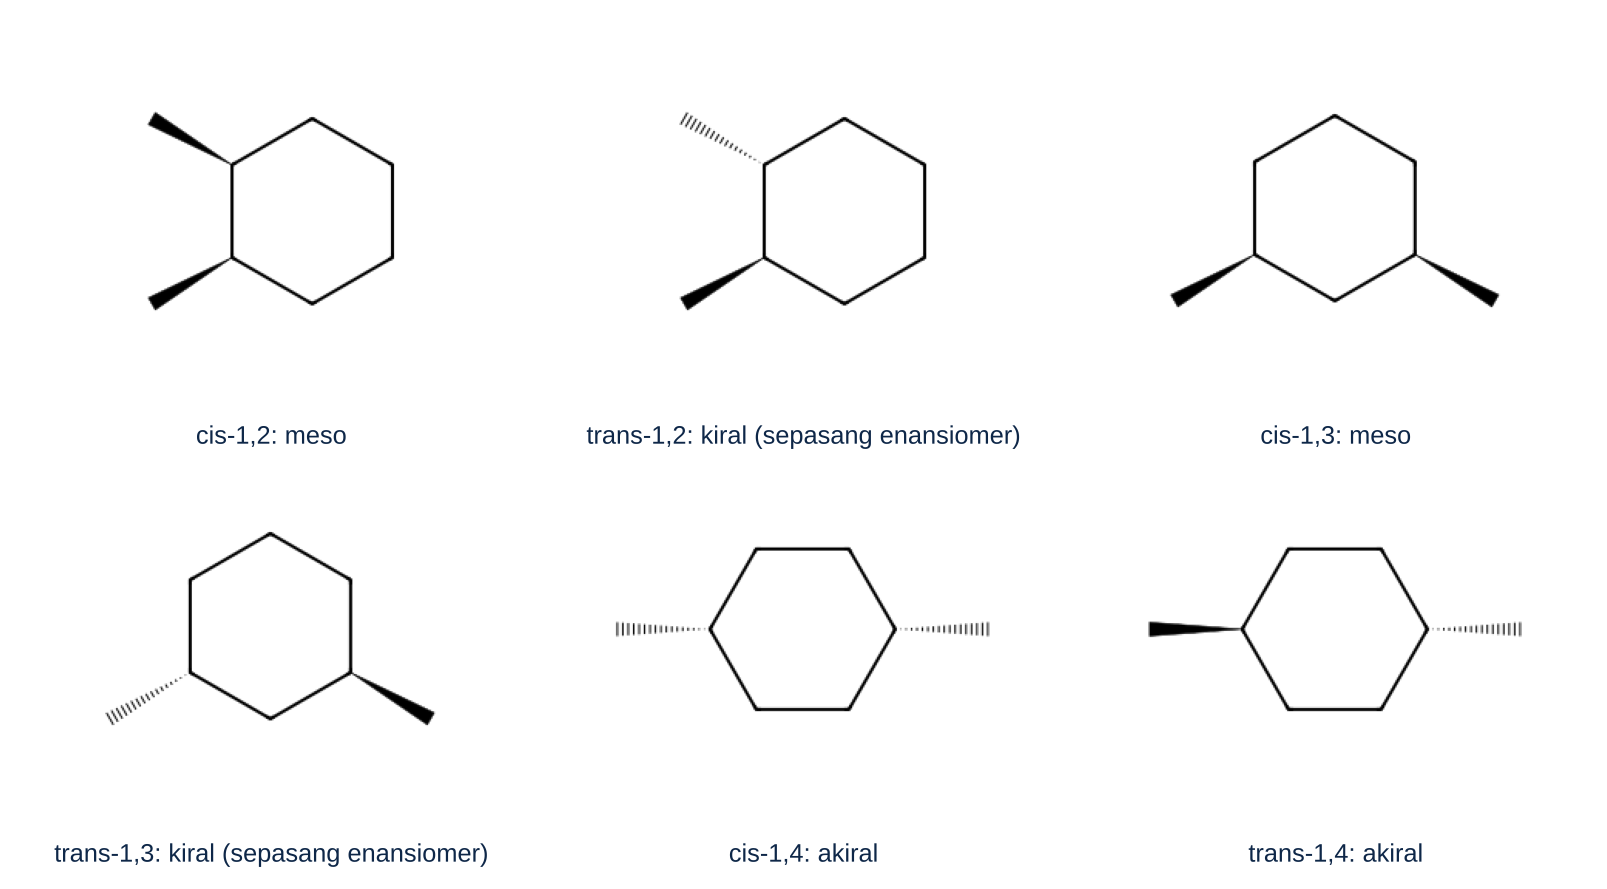 cis-1,2: meso
trans-1,2: kiral (sepasang enansiomer)
cis-1,3: meso
trans-1,3: kiral (sepasang enansiomer)
cis-1,4: akiral
trans-1,4: akiral